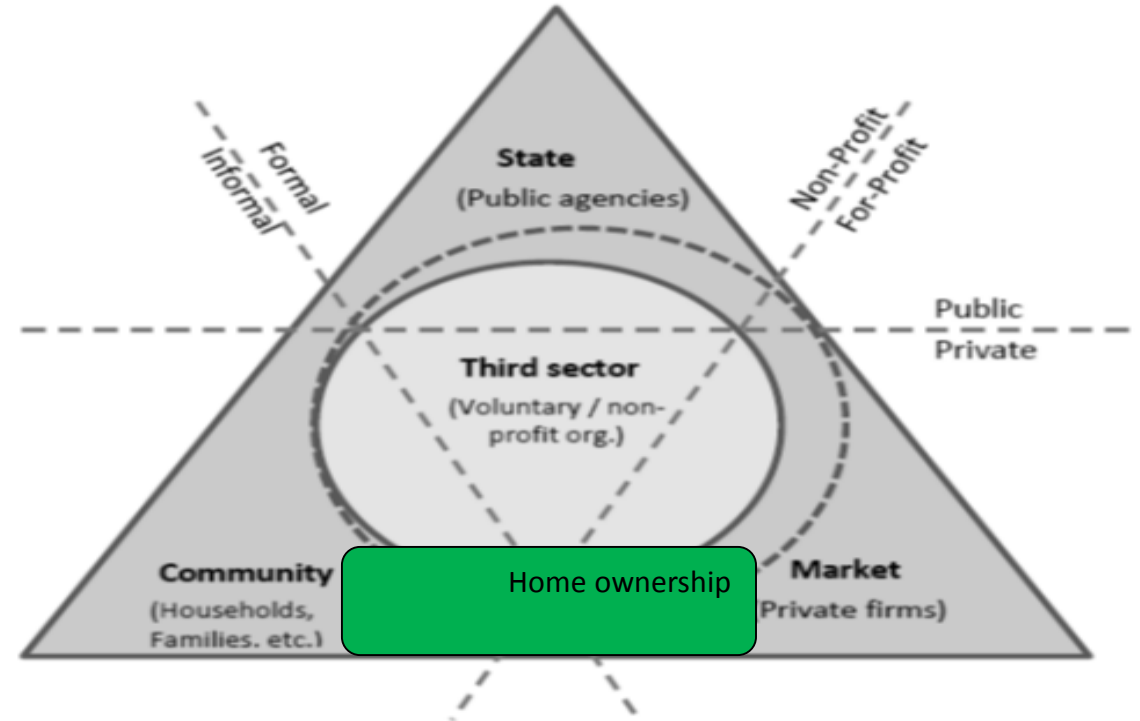 State
(Public agencies)
Formal
Informal
Non-Profit
For-Profit
Public
Private
Third sector
(Voluntary / non-
profit org.)
Community
(Households,
Families. etc.)
Home ownership
Market
(Private firms)